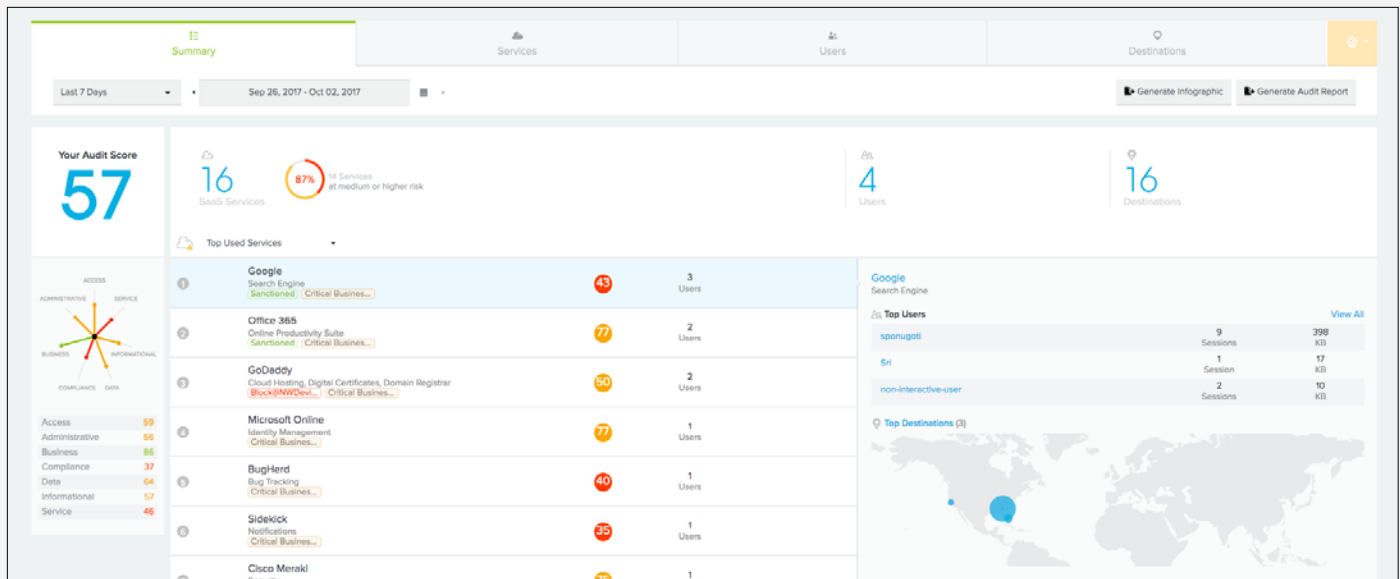 Summary
Services
Users
Destinations
Last 7 Days
Sep 26, 2017 - Oct 02, 2017
Generate Infographic
Generate Audit Report
Your Audit Score
57
16
SaaS Services
87%
14 Services
at medium or higher risk
4
Users
16
Destinations
Top Used Services
ACCESS
ADMINISTRATIVE
SERVICE
BUSINESS
INFORMATIONAL
COMPLIANCE
DATA
Access 59
Administrative 56
Business 86
Compliance 37
Data 64
Informational 57
Service 46
1
Google
Search Engine
Sanctioned Critical Busines...
43
3
Users
2
Office 365
Online Productivity Suite
Sanctioned Critical Busines...
77
2
Users
3
GoDaddy
Cloud Hosting, Digital Certificates, Domain Registrar
Block@NWDevi... Critical Busines...
50
2
Users
4
Microsoft Online
Identity Management
Critical Busines...
77
1
Users
5
BugHerd
Bug Tracking
Critical Busines...
40
1
Users
6
Sidekick
Notifications
Critical Busines...
35
1
Users
Cisco Meraki
1
Google
Search Engine
Top Users
View All
sponugoti
9
Sessions
398
KB
Sri
1
Session
17
KB
non-interactive-user
2
Sessions
10
KB
Top Destinations (3)